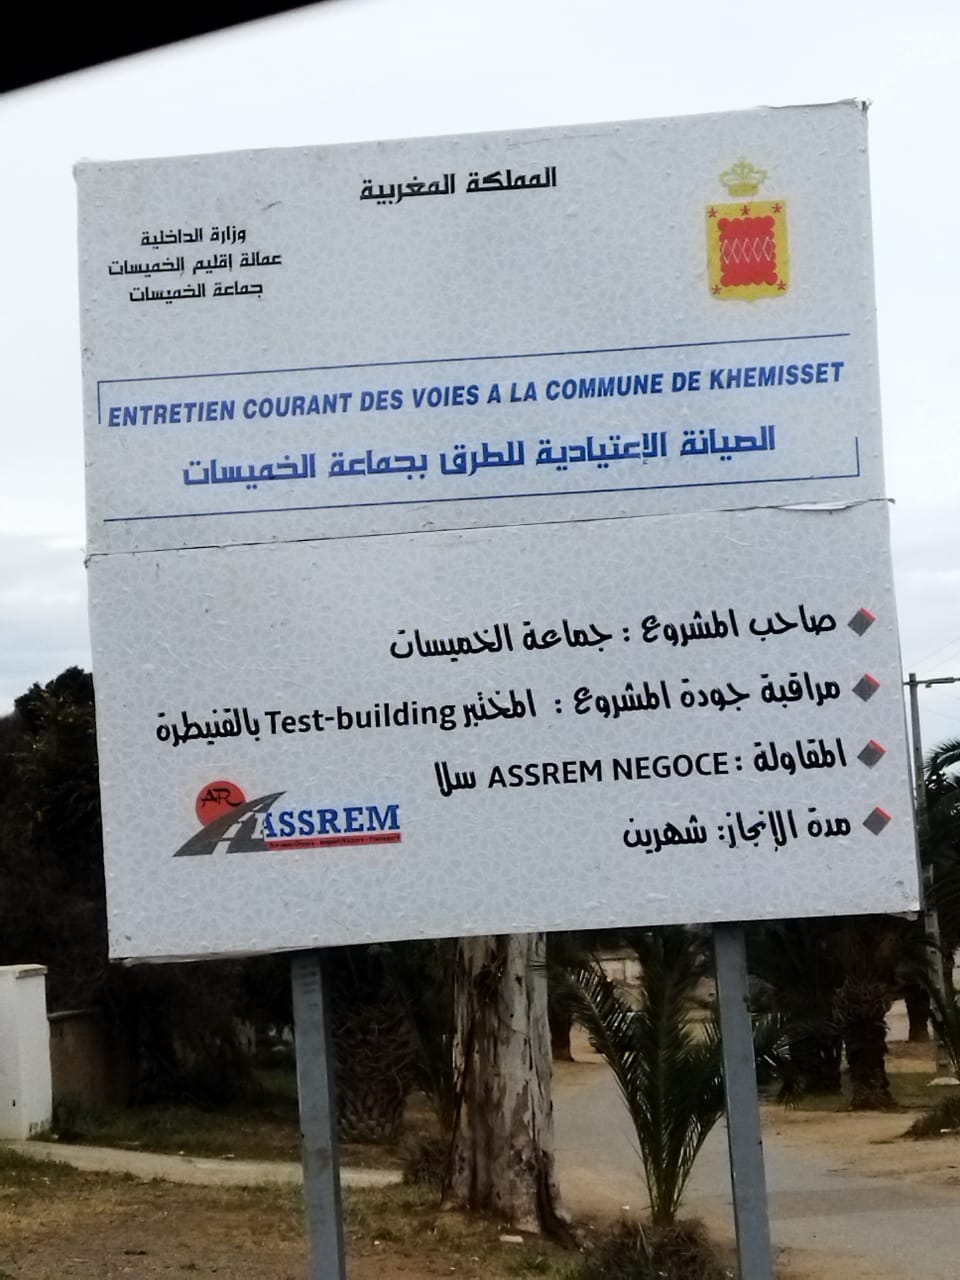 المملكة المغربية
وزارة الداخلية
عمالة إقليم الخميسات
جماعة الخميسات
ENTRETIEN COURANT DES VOIES A LA COMMUNE DE KHEMISSET
الصيانة الإعتيادية للطرق بجماعة الخميسات
صاحب المشروع : جماعة الخميسات
مراقبة جودة المشروع : المختبر Test-building بالقنيطرة
المقاولة : ASSREM NEGOCE سلا
مدة الإنجاز: شهرين
AR
ASSREM